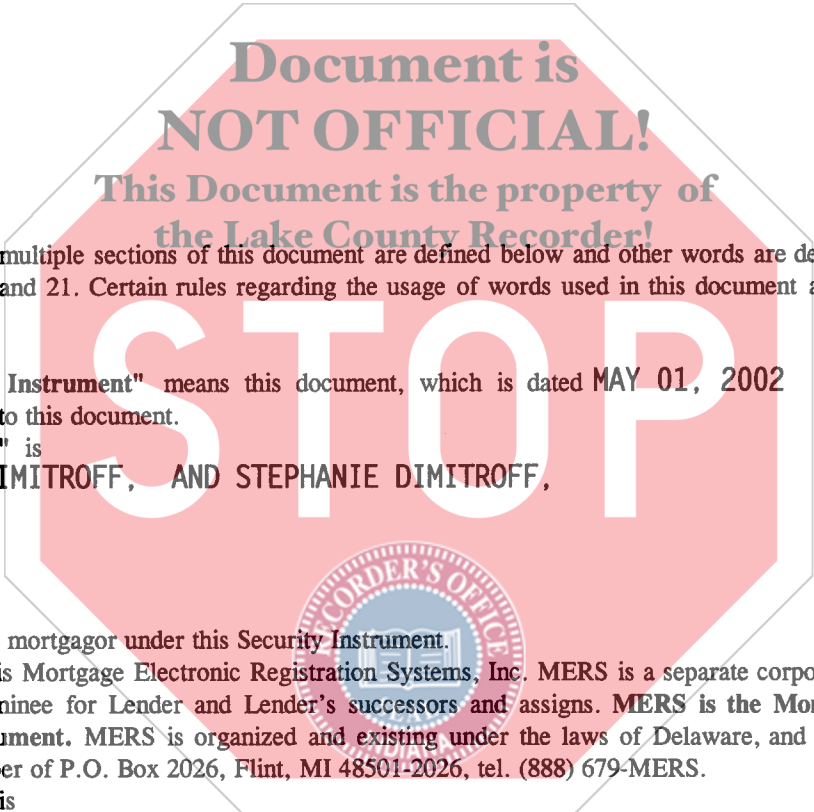 Document is
NOT OFFICIAL!
This Document is the property of
the Lake County Recorder!
multiple sections of this document are defined below and other words are de
and 21. Certain rules regarding the usage of words used in this document a
STOP
Instrument" means this document, which is dated MAY 01, 2002
to this document.
" is
IMITROFF, AND STEPHANIE DIMITROFF,
RECORDER'S OFFICE
mortgagor under this Security Instrument.
is Mortgage Electronic Registration Systems, Inc. MERS is a separate corpo
ninee for Lender and Lender's successors and assigns. MERS is the Mor
ument. MERS is organized and existing under the laws of Delaware, and
er of P.O. Box 2026, Flint, MI 48501-2026, tel. (888) 679-MERS.
SEAL
INDIANA
is